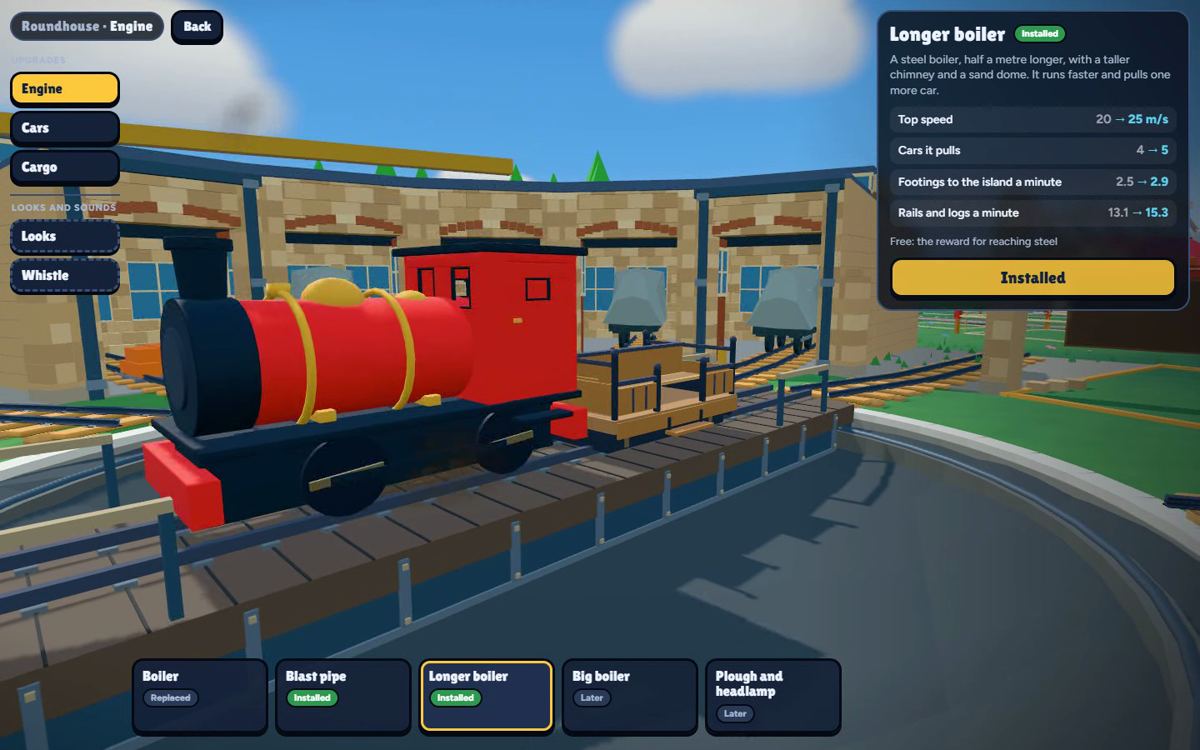 Roundhouse · Engine
Back
UPGRADES
Engine
Cars
Cargo
LOOKS AND SOUNDS
Looks
Whistle
Longer boiler
Installed
A steel boiler, half a metre longer, with a taller
chimney and a sand dome. It runs faster and pulls one
more car.
Top speed 20 → 25 m/s
Cars it pulls 4 → 5
Footings to the island a minute 2.5 → 2.9
Rails and logs a minute 13.1 → 15.3
Free: the reward for reaching steel
Installed
Boiler
Replaced
Blast pipe
Installed
Longer boiler
Installed
Big boiler
Later
Plough and
headlamp
Later